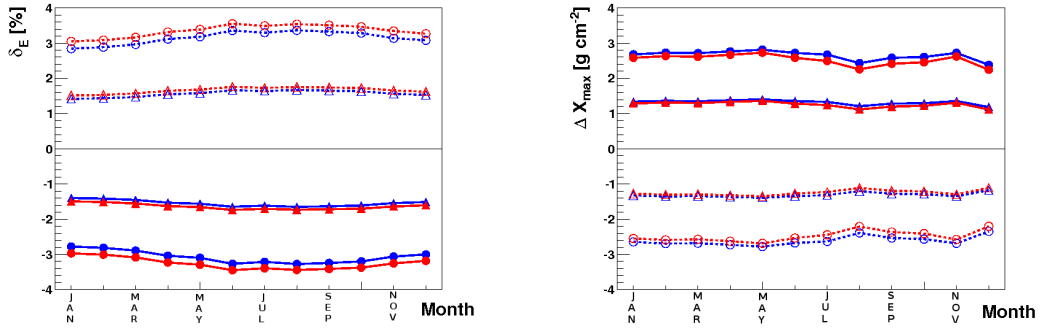 δE [%]
4
3
2
1
0
-1
-2
-3
-4
JAN
MAR
MAY
JUL
SEP
NOV
Month
Δ Xmax [g cm-2]
4
3
2
1
0
-1
-2
-3
-4
JAN
MAR
MAY
JUL
SEP
NOV
Month